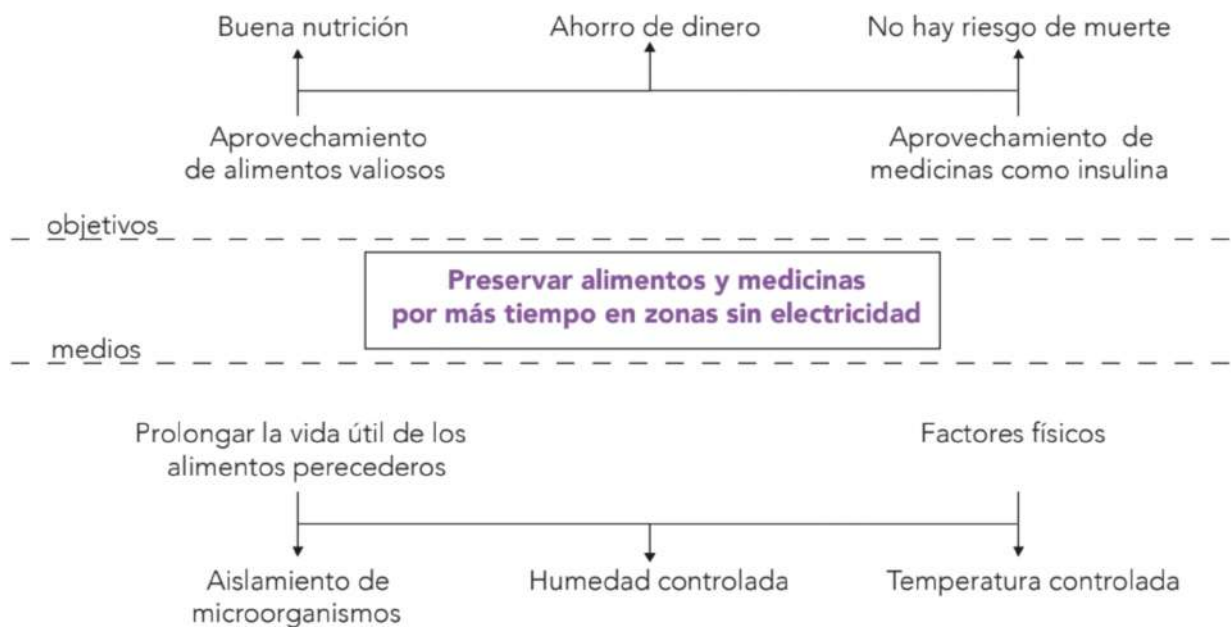 Buena nutrición
Ahorro de dinero
No hay riesgo de muerte
Aprovechamiento
de alimentos valiosos
Aprovechamiento de
medicinas como insulina
objetivos
Preservar alimentos y medicinas
por más tiempo en zonas sin electricidad
medios
Prolongar la vida útil de los
alimentos perecederos
Factores físicos
Aislamiento de
microorganismos
Humedad controlada
Temperatura controlada